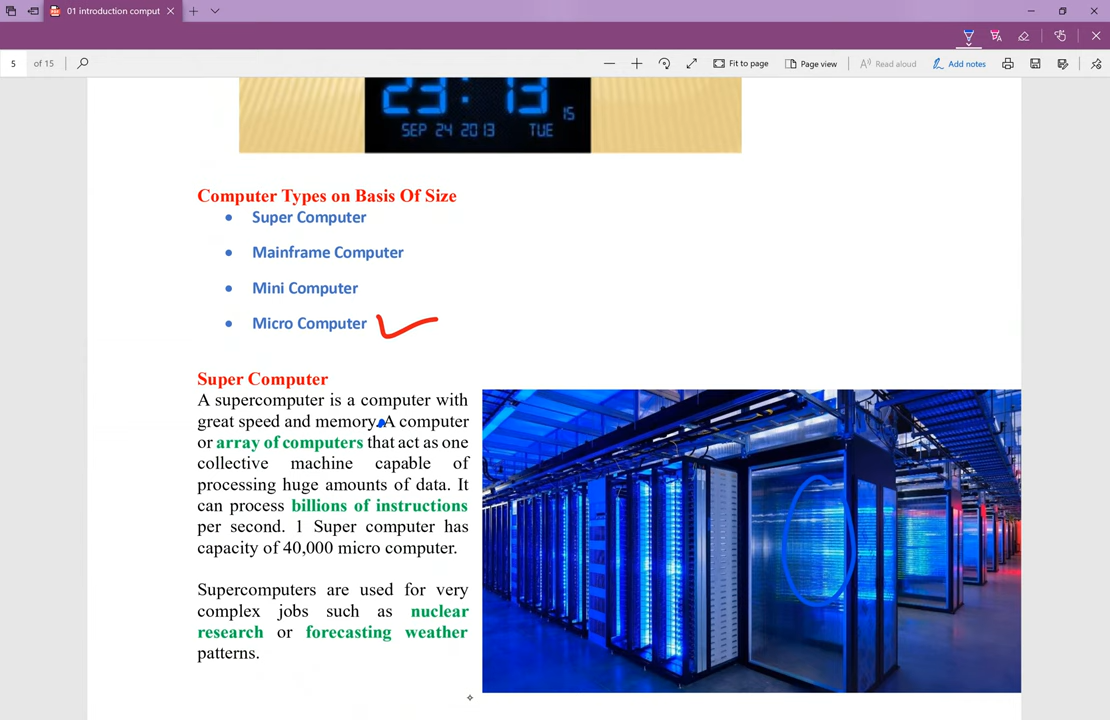 01 introduction comput
5 of 15
Fit to page
Page view
Read aloud
Add notes
23:13 15
SEP 24 2013 TUE
Computer Types on Basis Of Size
• Super Computer
• Mainframe Computer
• Mini Computer
• Micro Computer
Super Computer
A supercomputer is a computer with
great speed and memory. A computer
or array of computers that act as one
collective machine capable of
processing huge amounts of data. It
can process billions of instructions
per second. 1 Super computer has
capacity of 40,000 micro computer.
Supercomputers are used for very
complex jobs such as nuclear
research or forecasting weather
patterns.